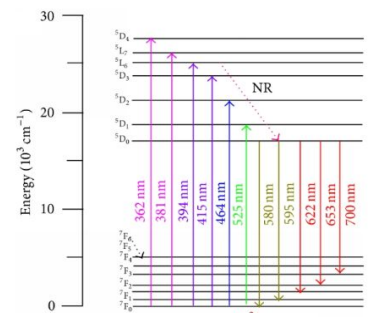 30
20
10
0
Energy (10³ cm⁻¹)
⁵D₄
⁵L₇
⁵L₆
⁵D₃
⁵D₂
⁵D₁
⁵D₀
NR
362 nm
381 nm
394 nm
415 nm
464 nm
525 nm
580 nm
595 nm
622 nm
653 nm
700 nm
⁷F₆
⁷F₅
⁷F₄
⁷F₃
⁷F₂
⁷F₁
⁷F₀